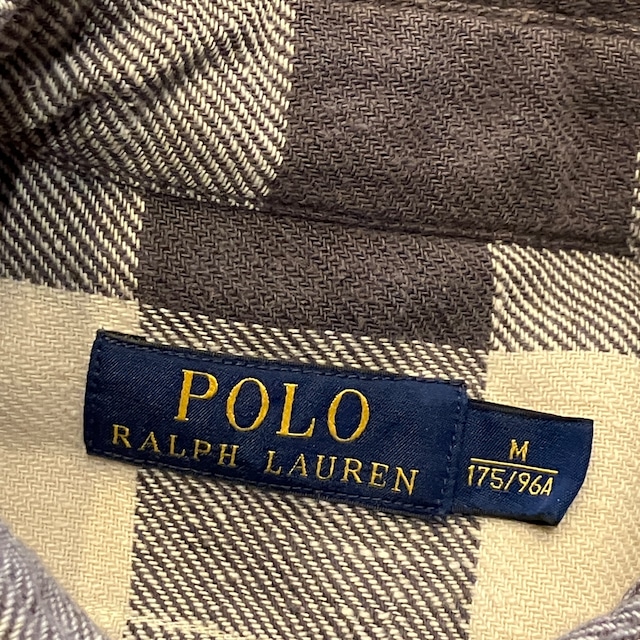 POLO
RALPH LAUREN
M
175/96A